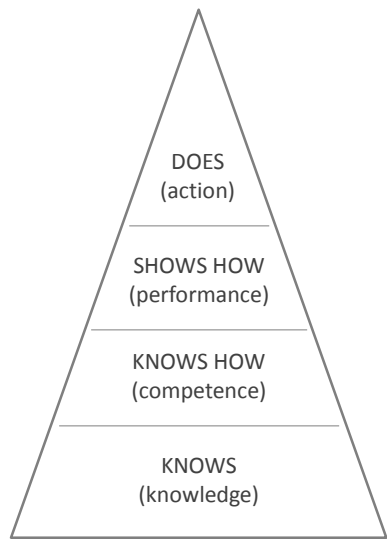 DOES
(action)
SHOWS HOW
(performance)
KNOWS HOW
(competence)
KNOWS
(knowledge)